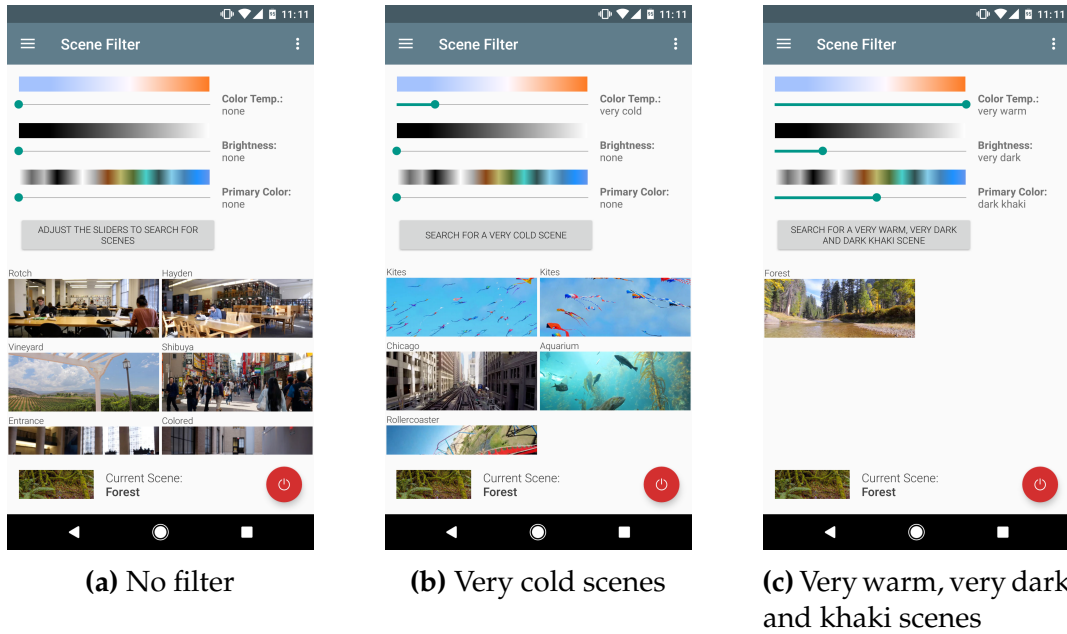 11:11
Scene Filter
Color Temp.:
none
Brightness:
none
Primary Color:
none
ADJUST THE SLIDERS TO SEARCH FOR
SCENES
Rotch
Hayden
Vineyard
Shibuya
Entrance
Colored
Current Scene:
Forest
(a) No filter
11:11
Scene Filter
Color Temp.:
very cold
Brightness:
none
Primary Color:
none
SEARCH FOR A VERY COLD SCENE
Kites
Kites
Chicago
Aquarium
Rollercoaster
Current Scene:
Forest
(b) Very cold scenes
11:11
Scene Filter
Color Temp.:
very warm
Brightness:
very dark
Primary Color:
dark khaki
SEARCH FOR A VERY WARM, VERY DARK
AND DARK KHAKI SCENE
Forest
Current Scene:
Forest
(c) Very warm, very dark
and khaki scenes